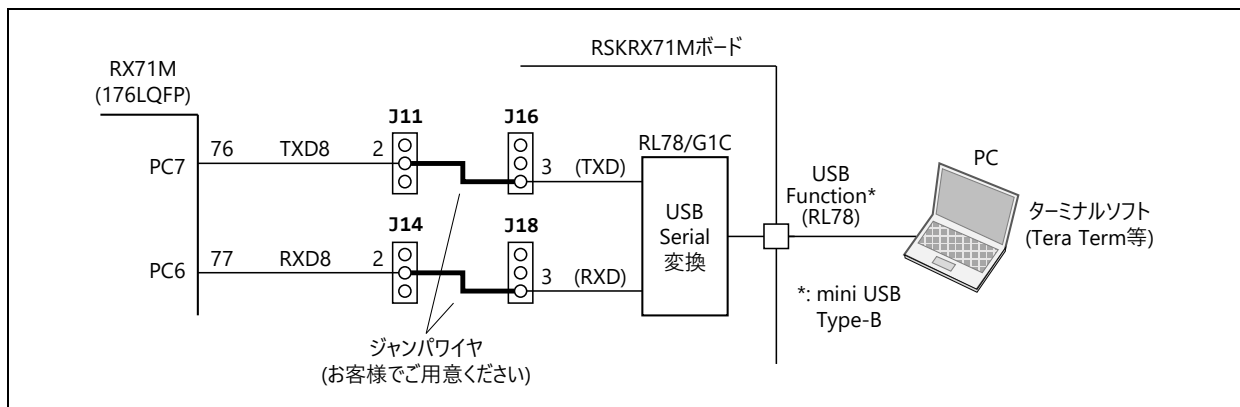 RSKRX71Mボード
RX71M
(176LQFP)
J11
J16
RL78/G1C
PC
PC7
76
TXD8
2
3
(TXD)
USB
Function*
(RL78)
ターミナルソフト
(Tera Term等)
USB
Serial
変換
J14
J18
PC6
77
RXD8
2
3
(RXD)
*: mini USB
Type-B
ジャンパワイヤ
(お客様でご用意ください)